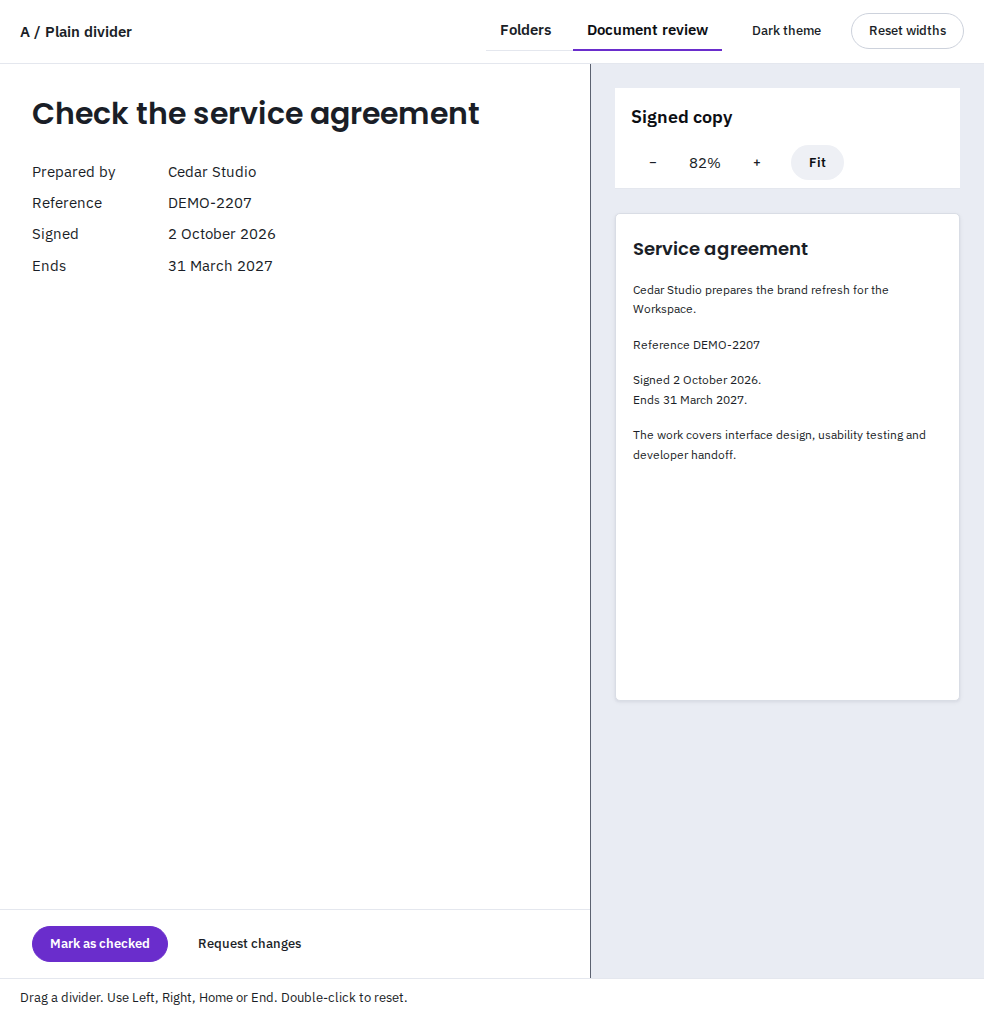 A / Plain divider
Folders
Document review
Dark theme
Reset widths
Check the service agreement
Prepared by Cedar Studio
Reference DEMO-2207
Signed 2 October 2026
Ends 31 March 2027
Mark as checked
Request changes
Signed copy
− 82% + Fit
Service agreement
Cedar Studio prepares the brand refresh for the
Workspace.
Reference DEMO-2207
Signed 2 October 2026.
Ends 31 March 2027.
The work covers interface design, usability testing and
developer handoff.
Drag a divider. Use Left, Right, Home or End. Double-click to reset.